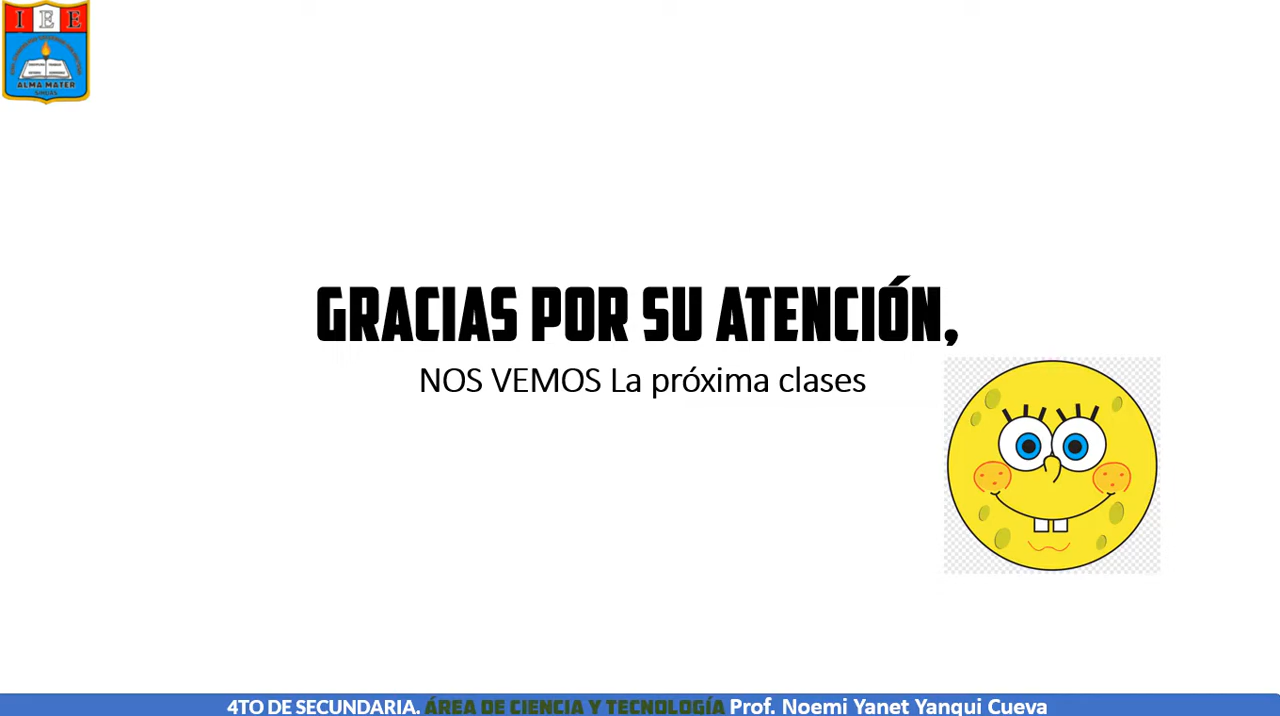 I E E
ALMA MATER
GRACIAS POR SU ATENCIÓN,
NOS VEMOS La próxima clases
4TO DE SECUNDARIA. ÁREA DE CIENCIA Y TECNOLOGÍA Prof. Noemi Yanet Yanqui Cueva